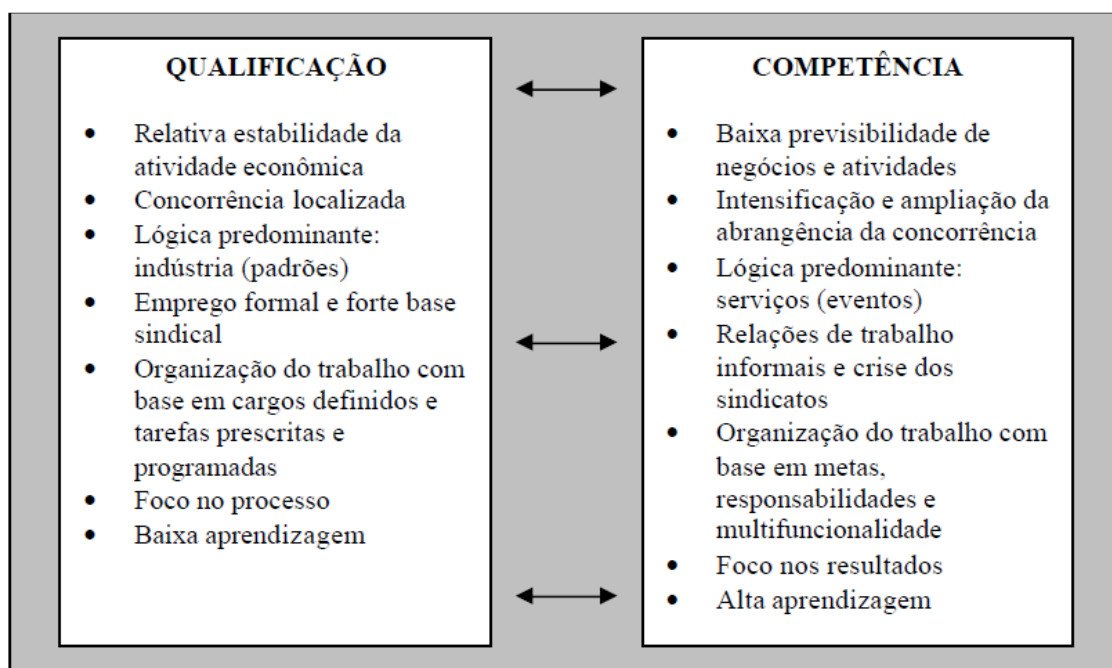 QUALIFICAÇÃO
• Relativa estabilidade da
atividade econômica
• Concorrência localizada
• Lógica predominante:
indústria (padrões)
• Emprego formal e forte base
sindical
• Organização do trabalho com
base em cargos definidos e
tarefas prescritas e
programadas
• Foco no processo
• Baixa aprendizagem
COMPETÊNCIA
• Baixa previsibilidade de
negócios e atividades
• Intensificação e ampliação da
abrangência da concorrência
• Lógica predominante:
serviços (eventos)
• Relações de trabalho
informais e crise dos
sindicatos
• Organização do trabalho com
base em metas,
responsabilidades e
multifuncionalidade
• Foco nos resultados
• Alta aprendizagem